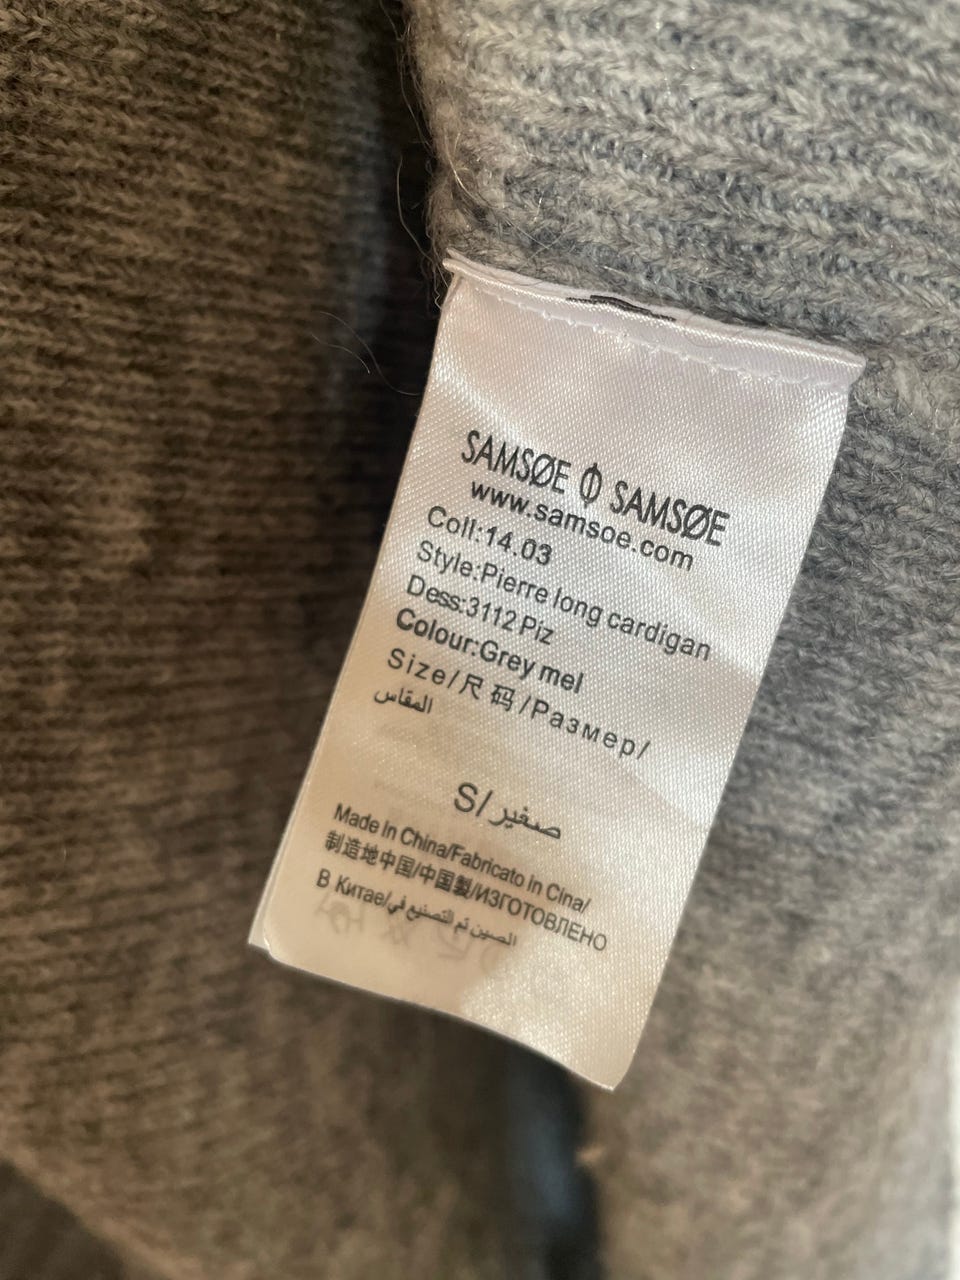 SAMSØE Φ SAMSØE
www.samsoe.com
Coll:14.03
Style:Pierre long cardigan
Dess:3112 Piz
Colour:Grey mel
Size/尺码/Размер/
المقاس
S/صغير
Made In China/Fabricato In Cina/
制造地中国/中国製/ИЗГОТОВЛЕНО
В Китае/الصين تم التصنيع في